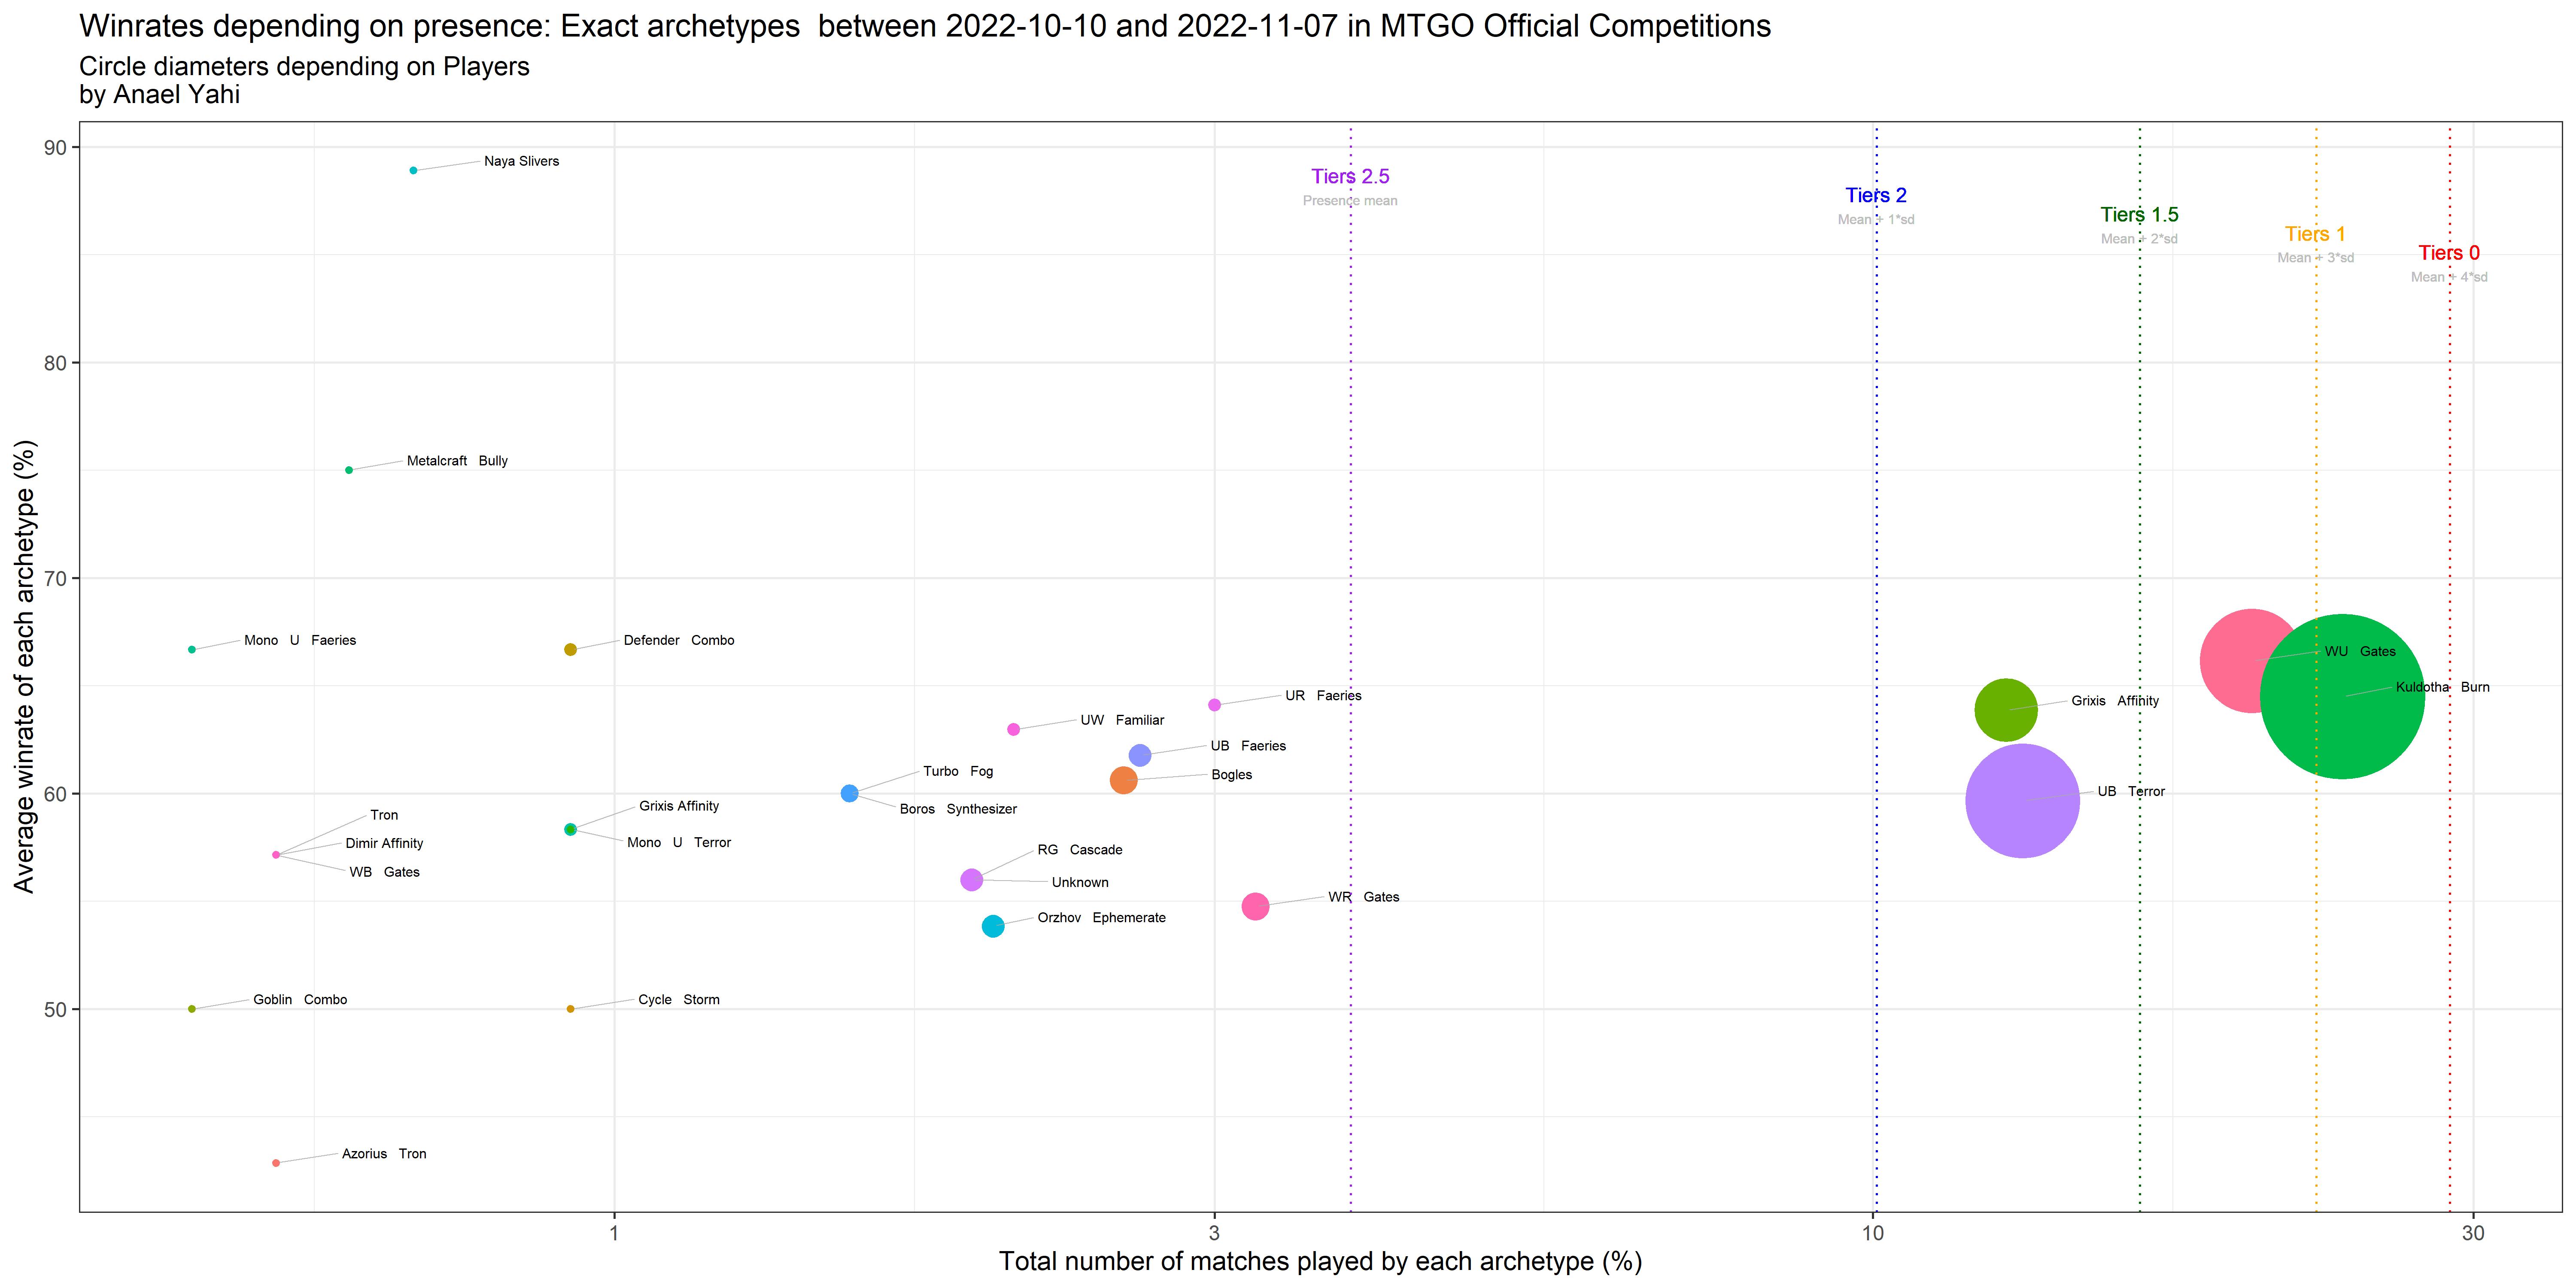 Winrates depending on presence: Exact archetypes  between 2022-10-10 and 2022-11-07 in MTGO Official Competitions
Circle diameters depending on Players
by Anael Yahi
Average winrate of each archetype (%)
90
80
70
60
50
Naya Slivers
Tiers 2.5
Presence mean
Tiers 2
Mean + 1*sd
Tiers 1.5
Mean + 2*sd
Tiers 1
Mean + 3*sd
Tiers 0
Mean + 4*sd
Metalcraft   Bully
Mono   U   Faeries
Defender   Combo
WU   Gates
Kuldotha   Burn
UR   Faeries
Grixis   Affinity
UW   Familiar
UB   Faeries
Turbo   Fog
Bogles
UB   Terror
Grixis Affinity
Boros   Synthesizer
Tron
Dimir Affinity
WB   Gates
Mono   U   Terror
RG   Cascade
Unknown
WR   Gates
Orzhov   Ephemerate
Goblin   Combo
Cycle   Storm
Azorius   Tron
1
3
10
30
Total number of matches played by each archetype (%)